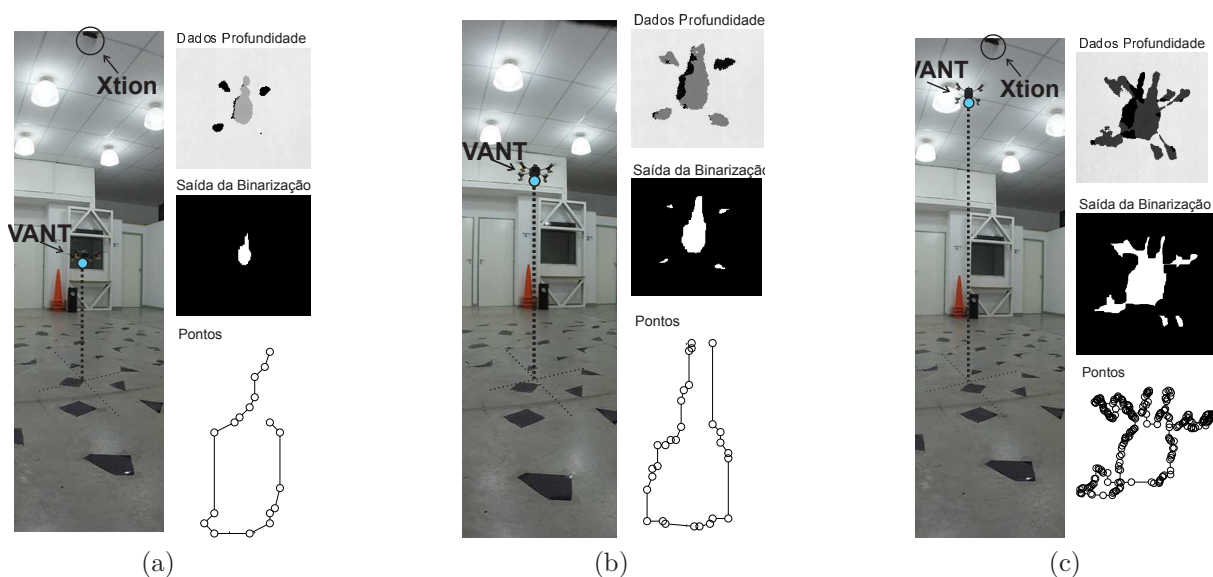 Dados Profundidade
Xtion
VANT
Saída da Binarização
Pontos
(a)
Dados Profundidade
VANT
Saída da Binarização
Pontos
(b)
Dados Profundidade
VANT
Xtion
Saída da Binarização
Pontos
(c)